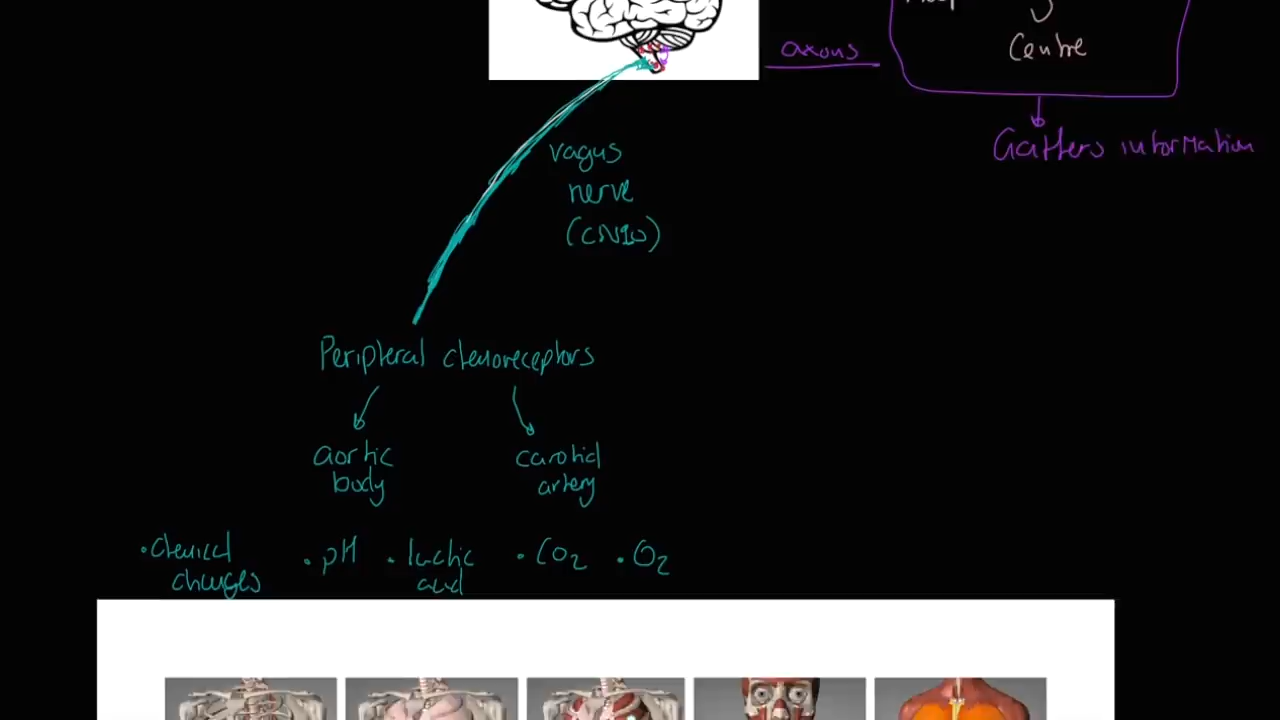 axons
Centre
Gathers information
vagus
nerve
(CN10)
Peripheral chemoreceptors
aortic
body
carotid
artery
•Chemical
changes
•pH
•lactic
acid
•CO2
•O2